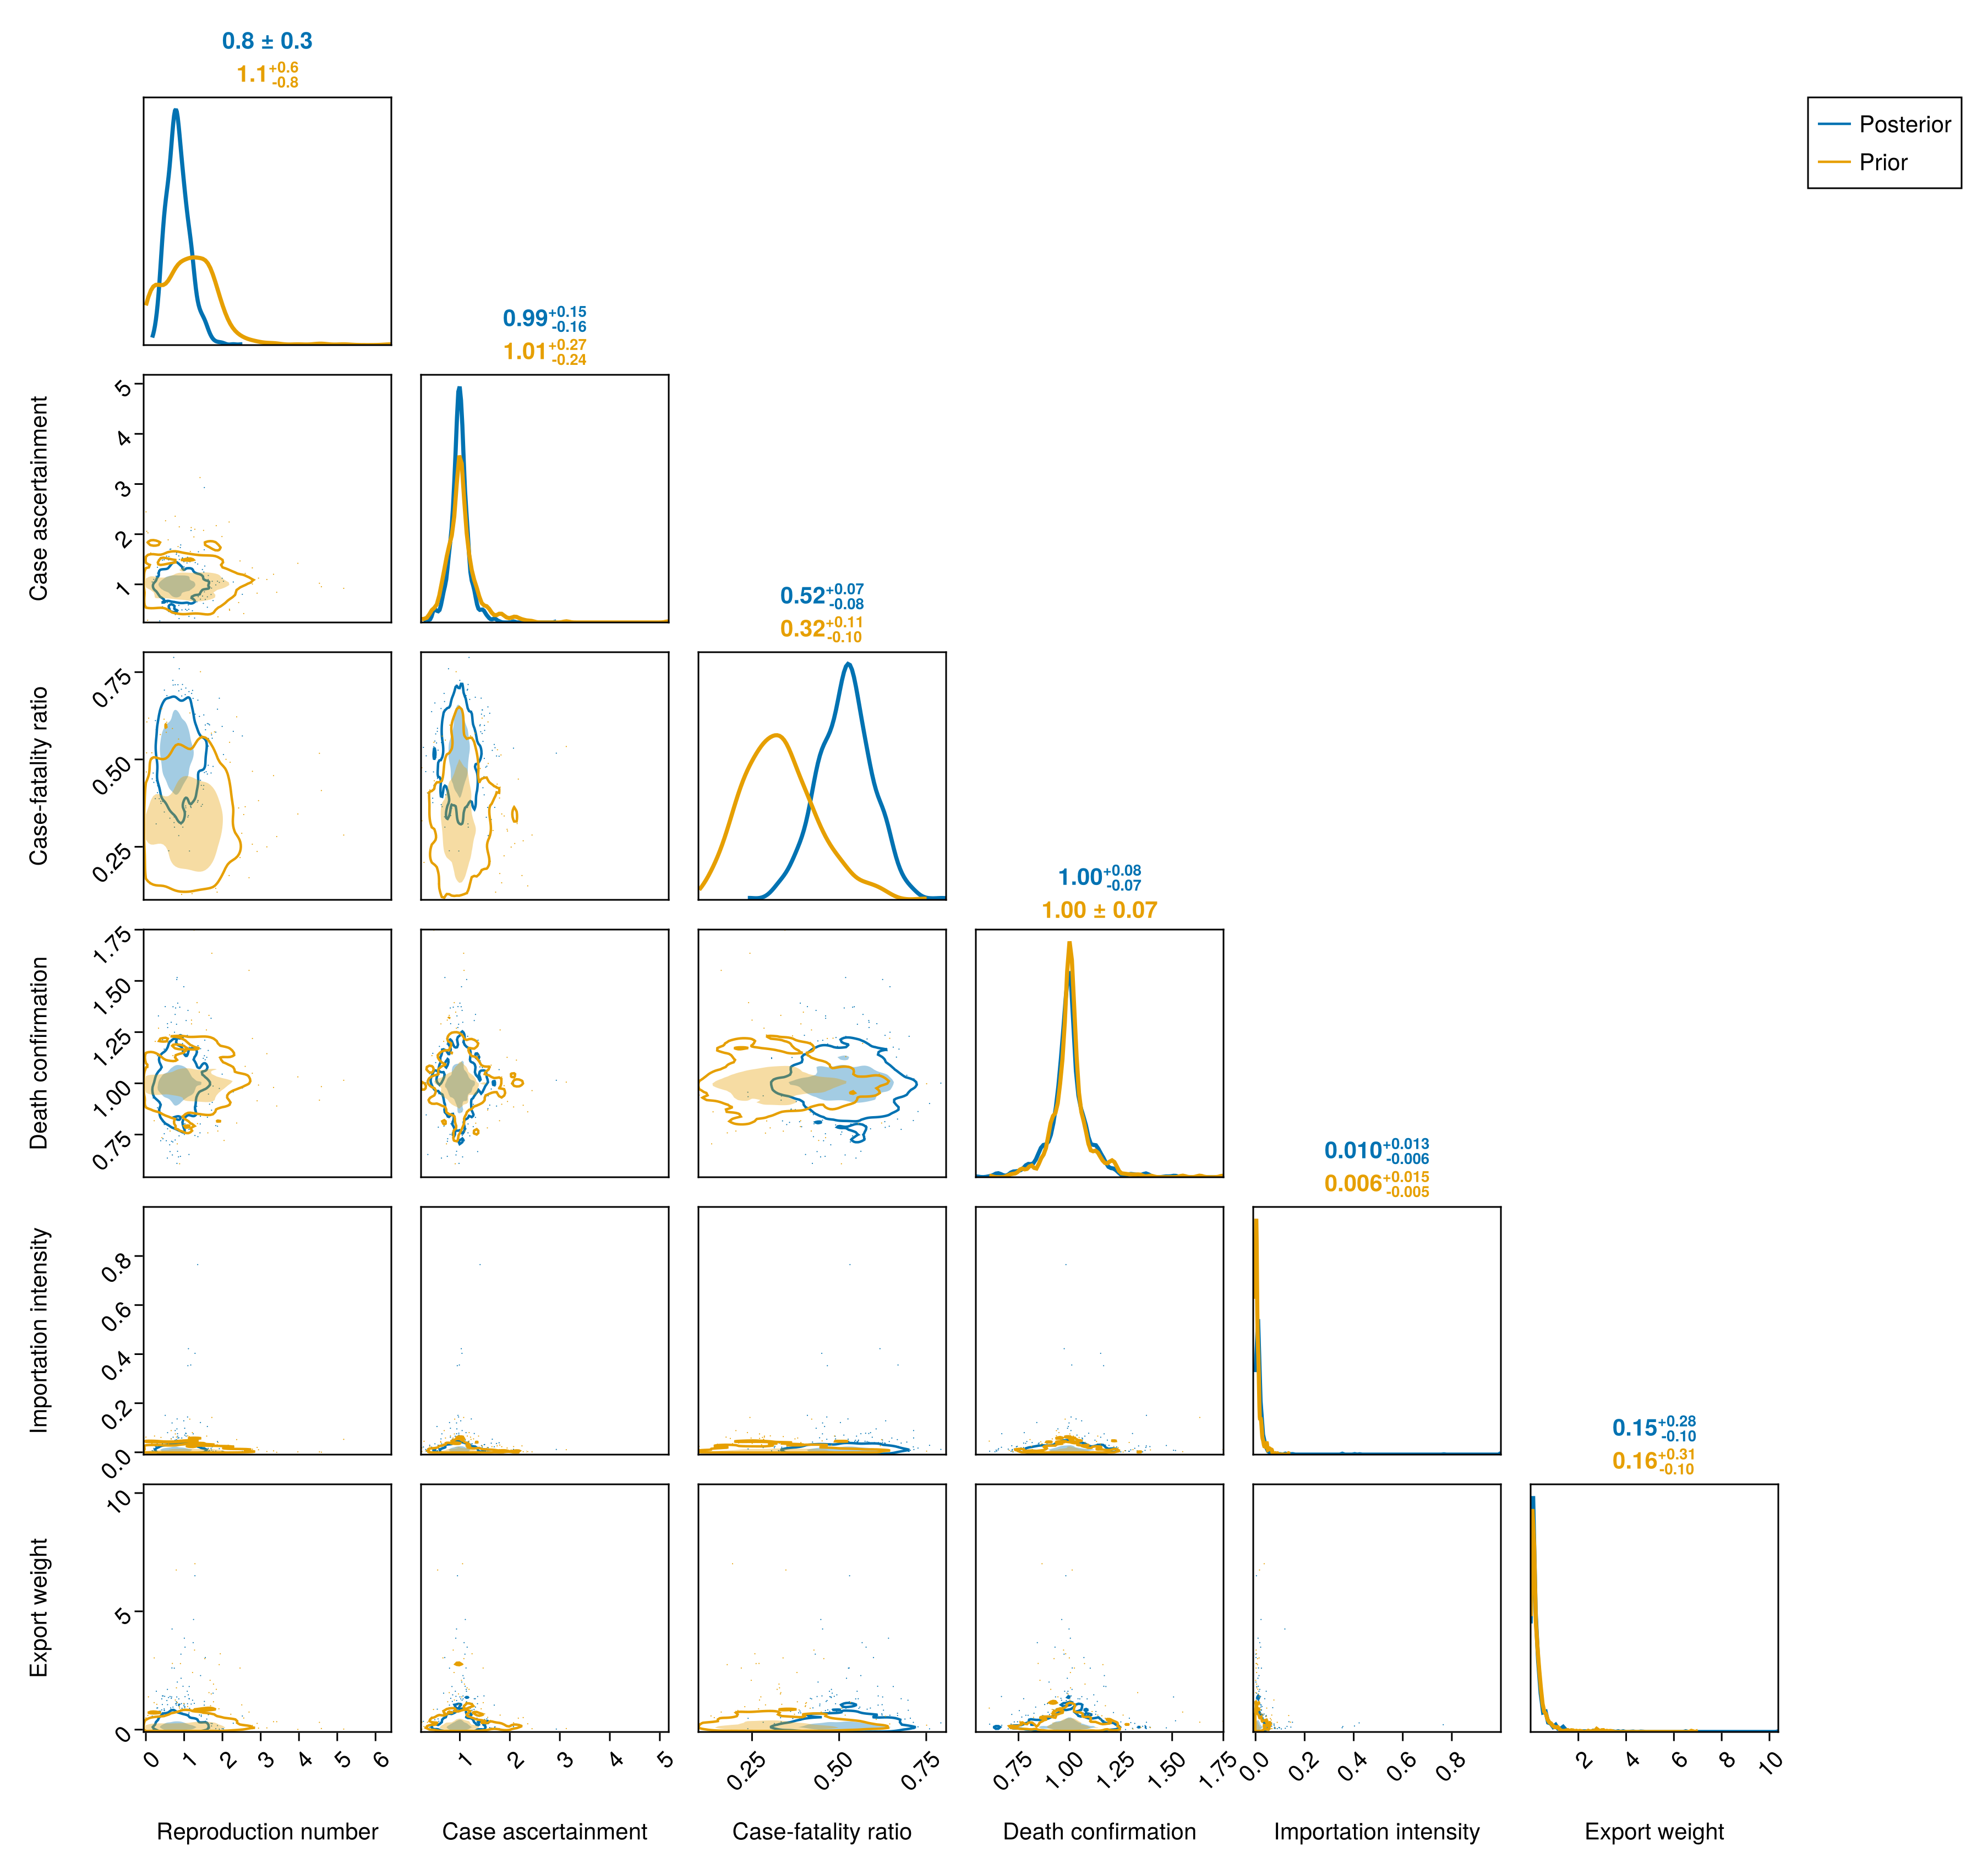 0.8 ± 0.3
1.1+0.6-0.8
Posterior
Prior
0.99+0.15-0.16
1.01+0.27-0.24
Case ascertainment
5
4
3
2
1
0.52+0.07-0.08
0.32+0.11-0.10
Case-fatality ratio
0.75
0.50
0.25
1.00+0.08-0.07
1.00 ± 0.07
Death confirmation
1.75
1.50
1.25
1.00
0.75
0.010+0.013-0.006
0.006+0.015-0.005
Importation intensity
0.8
0.6
0.4
0.2
0.0
0.15+0.28-0.10
0.16+0.31-0.10
Export weight
10
5
0
0 1 2 3 4 5 6
1 2 3 4 5
0.25 0.50 0.75
0.75 1.00 1.25 1.50 1.75
0.0 0.2 0.4 0.6 0.8
2 4 6 8 10
Reproduction number
Case ascertainment
Case-fatality ratio
Death confirmation
Importation intensity
Export weight